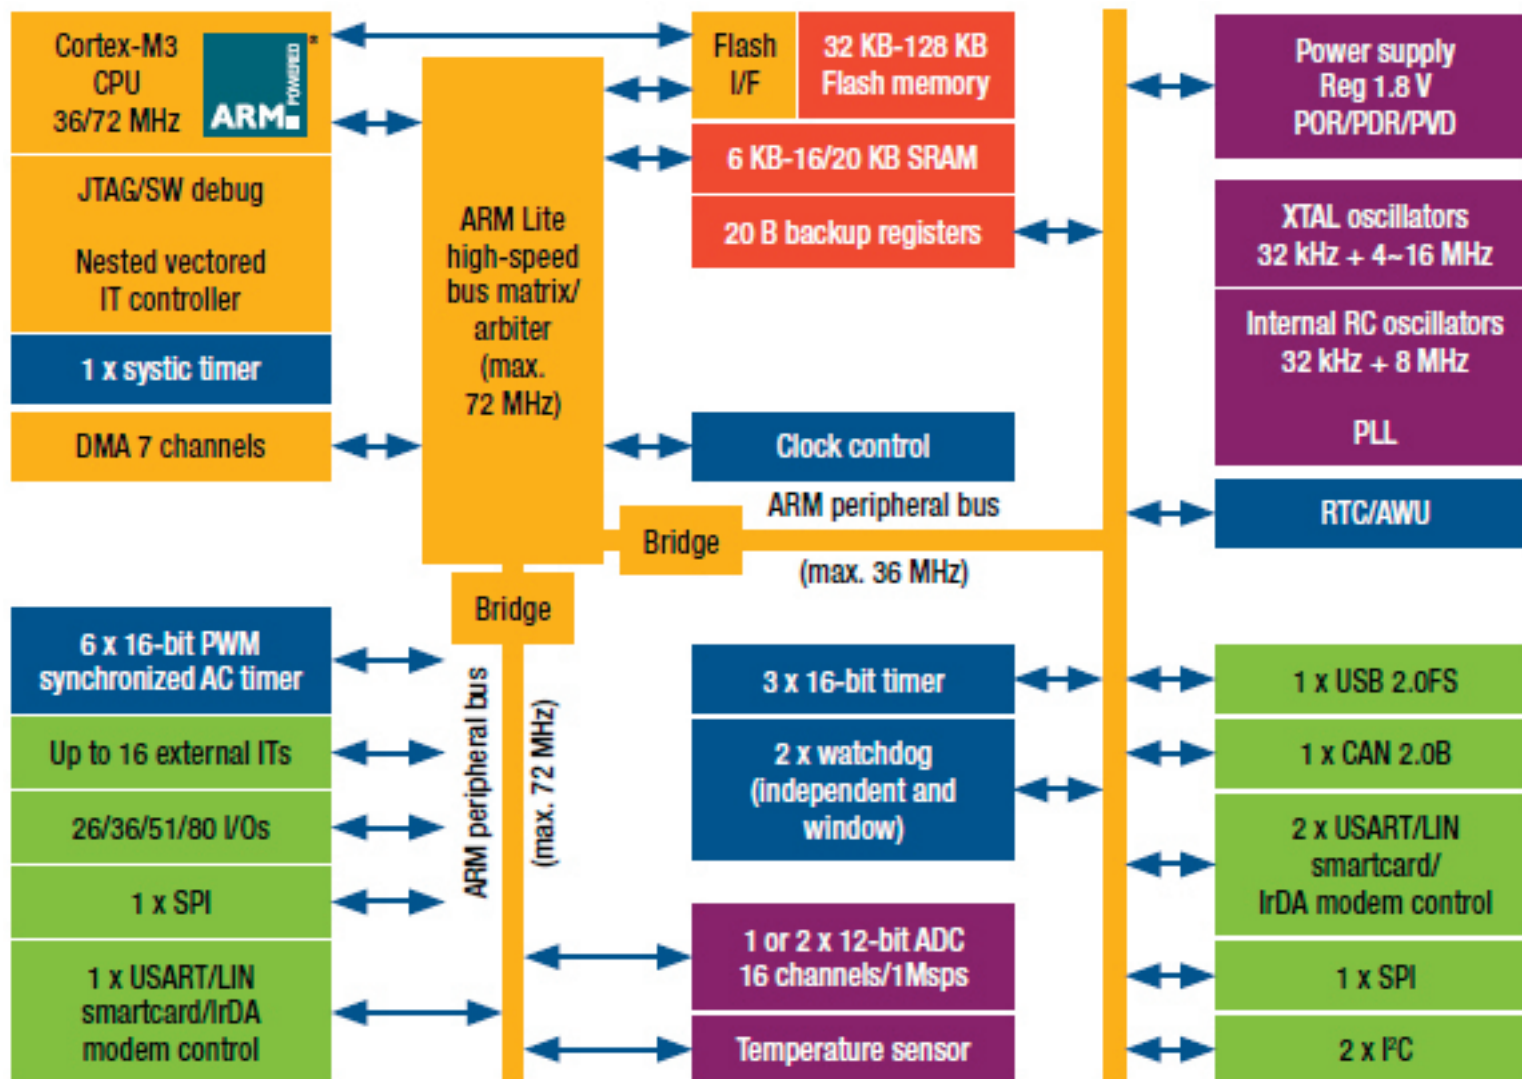 Cortex-M3
CPU
36/72 MHz
ARM
POWERED
Flash
I/F
32 KB-128 KB
Flash memory
Power supply
Reg 1.8 V
POR/PDR/PVD
6 KB-16/20 KB SRAM
JTAG/SW debug
Nested vectored
IT controller
ARM Lite
high-speed
bus matrix/
arbiter
(max.
72 MHz)
20 B backup registers
XTAL oscillators
32 kHz + 4~16 MHz
Internal RC oscillators
32 kHz + 8 MHz
PLL
1 x systic timer
DMA 7 channels
Clock control
ARM peripheral bus
(max. 36 MHz)
Bridge
RTC/AWU
Bridge
6 x 16-bit PWM
synchronized AC timer
Up to 16 external ITs
26/36/51/80 I/Os
1 x SPI
1 x USART/LIN
smartcard/IrDA
modem control
ARM peripheral bus
(max. 72 MHz)
3 x 16-bit timer
2 x watchdog
(independent and
window)
1 or 2 x 12-bit ADC
16 channels/1Msps
Temperature sensor
1 x USB 2.0FS
1 x CAN 2.0B
2 x USART/LIN
smartcard/
IrDA modem control
1 x SPI
2 x I²C